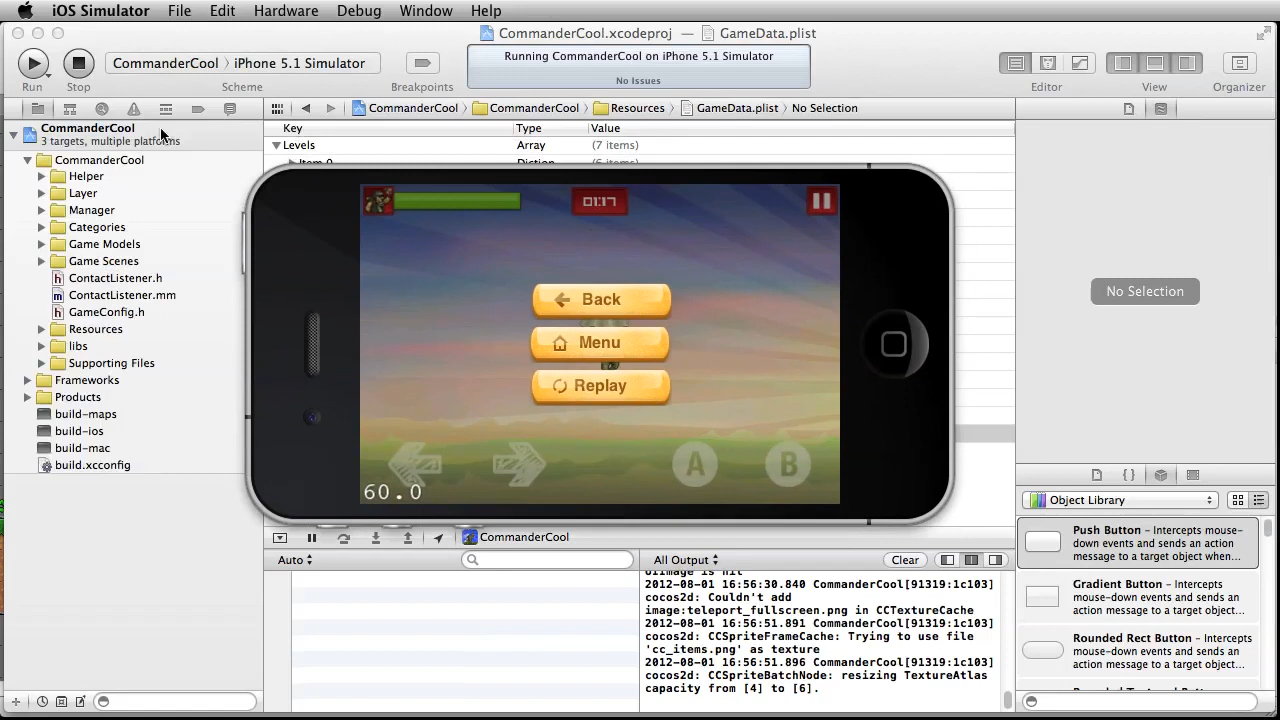 iOS Simulator File Edit Hardware Debug Window Help
CommanderCool.xcodeproj — GameData.plist
Running CommanderCool on iPhone 5.1 Simulator
No Issues
CommanderCool 〉 iPhone 5.1 Simulator
Run Stop Scheme Breakpoints Editor View Organizer
CommanderCool 〉 CommanderCool 〉 Resources 〉 GameData.plist 〉 No Selection
CommanderCool
3 targets, multiple platforms
CommanderCool
Helper
Layer
Manager
Categories
Game Models
Game Scenes
ContactListener.h
ContactListener.mm
GameConfig.h
Resources
libs
Supporting Files
Frameworks
Products
build-maps
build-ios
build-mac
build.xcconfig
Key Type Value
Levels Array (7 items)
Item 0 Diction (6 items)
01:17
Back
Menu
Replay
A B
60.0
No Selection
CommanderCool
Auto
All Output
Clear
2012-08-01 16:56:30.840 CommanderCool[91319:1c103]
cocos2d: Couldn't add
image:teleport_fullscreen.png in CCTextureCache
2012-08-01 16:56:51.891 CommanderCool[91319:1c103]
cocos2d: CCSpriteFrameCache: Trying to use file
'cc_items.png' as texture
2012-08-01 16:56:51.896 CommanderCool[91319:1c103]
cocos2d: CCSpriteBatchNode: resizing TextureAtlas
capacity from [4] to [6].
Object Library
Push Button – Intercepts mouse-
down events and sends an action
message to a target object when...
Gradient Button – Intercepts
mouse-down events and sends an
action message to a target object...
Rounded Rect Button – Intercepts
mouse-down events and sends an
action message to a target object...